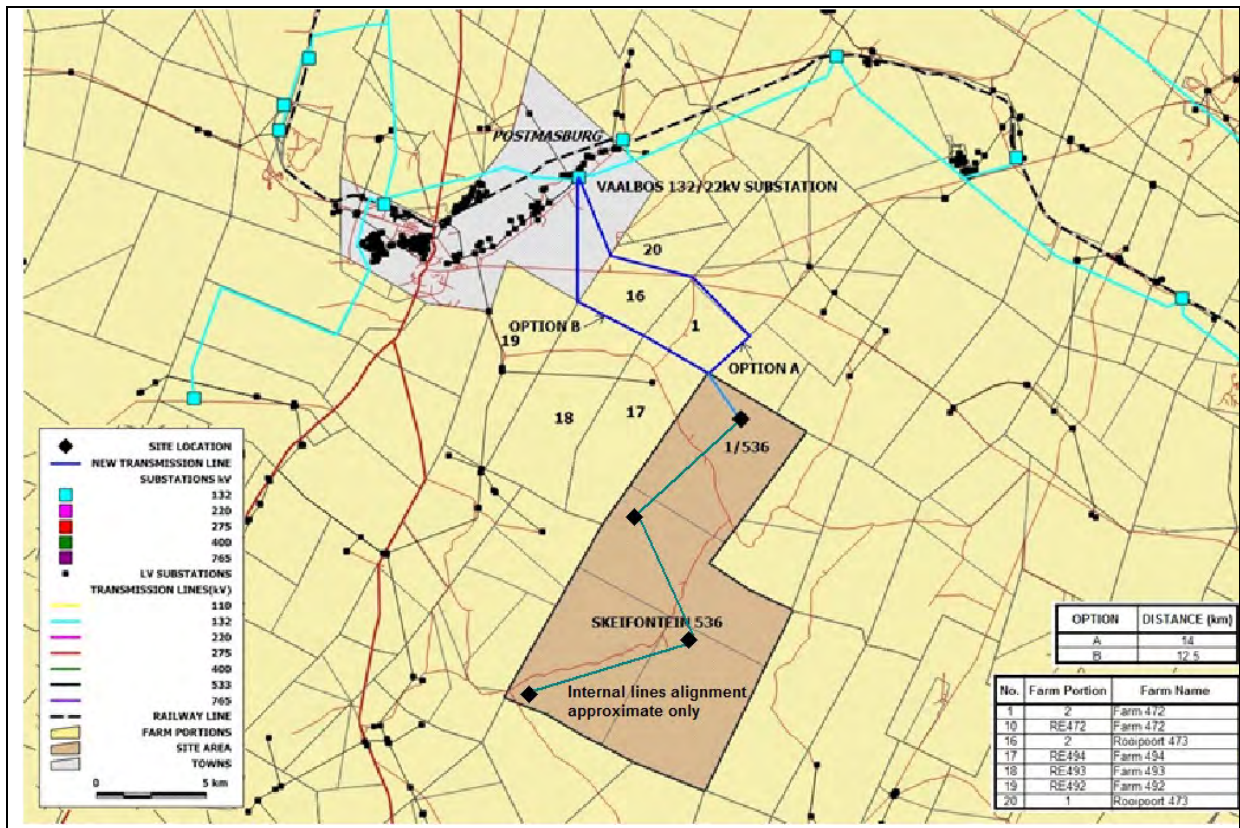 POSTMASBURG
VAALBOS 132/22kV SUBSTATION
20
16
1
OPTION B
19
OPTION A
17
18
1/536
SKEIFONTEIN 536
Internal lines alignment
approximate only
SITE LOCATION
NEW TRANSMISSION LINE
SUBSTATIONS kV
132
220
275
400
765
LV SUBSTATIONS
TRANSMISSION LINES(kV)
110
132
220
275
400
533
765
RAILWAY LINE
FARM PORTIONS
SITE AREA
TOWNS
0 5 km
OPTION DISTANCE (km)
A 14
B 12.5
No. Farm Portion Farm Name
1 2 Farm 472
10 RE472 Farm 472
16 2 Rooipoort 473
17 RE494 Farm 494
18 RE493 Farm 493
19 RE492 Farm 492
20 1 Rooipoort 473